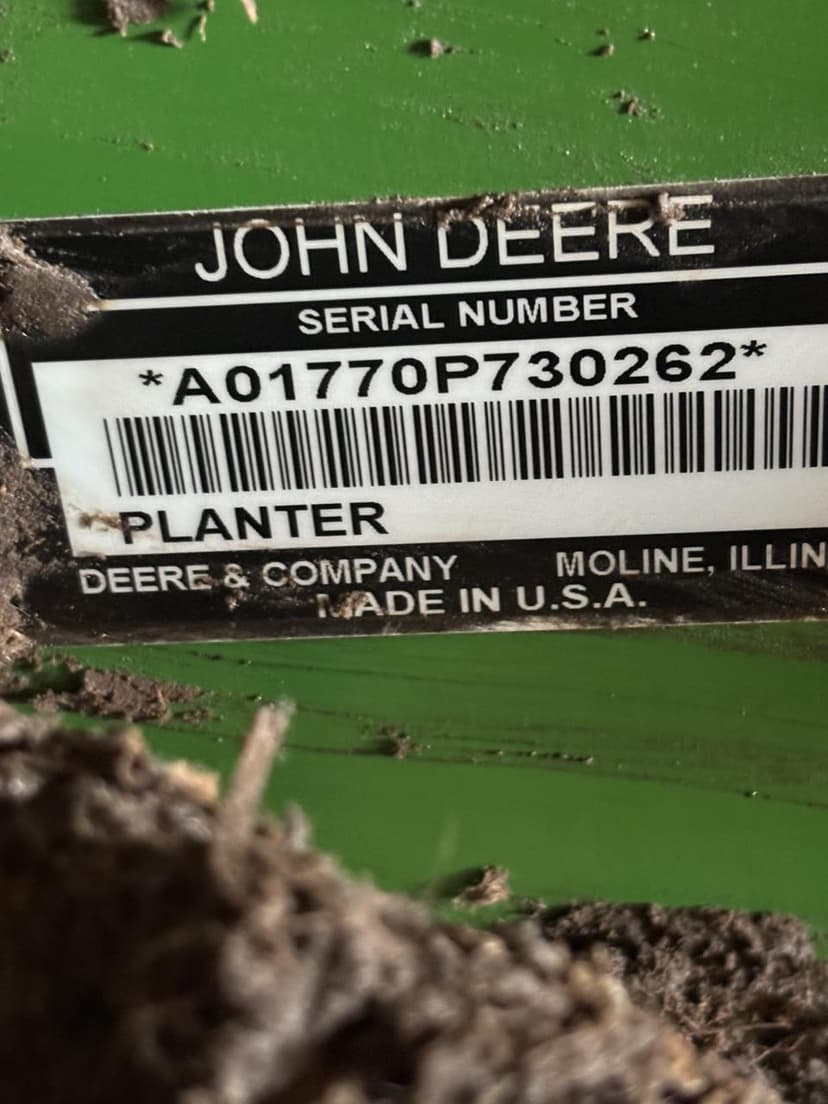 JOHN DEERE
SERIAL NUMBER
*A01770P730262*
PLANTER
DEERE & COMPANY MOLINE, ILLIN
MADE IN U.S.A.